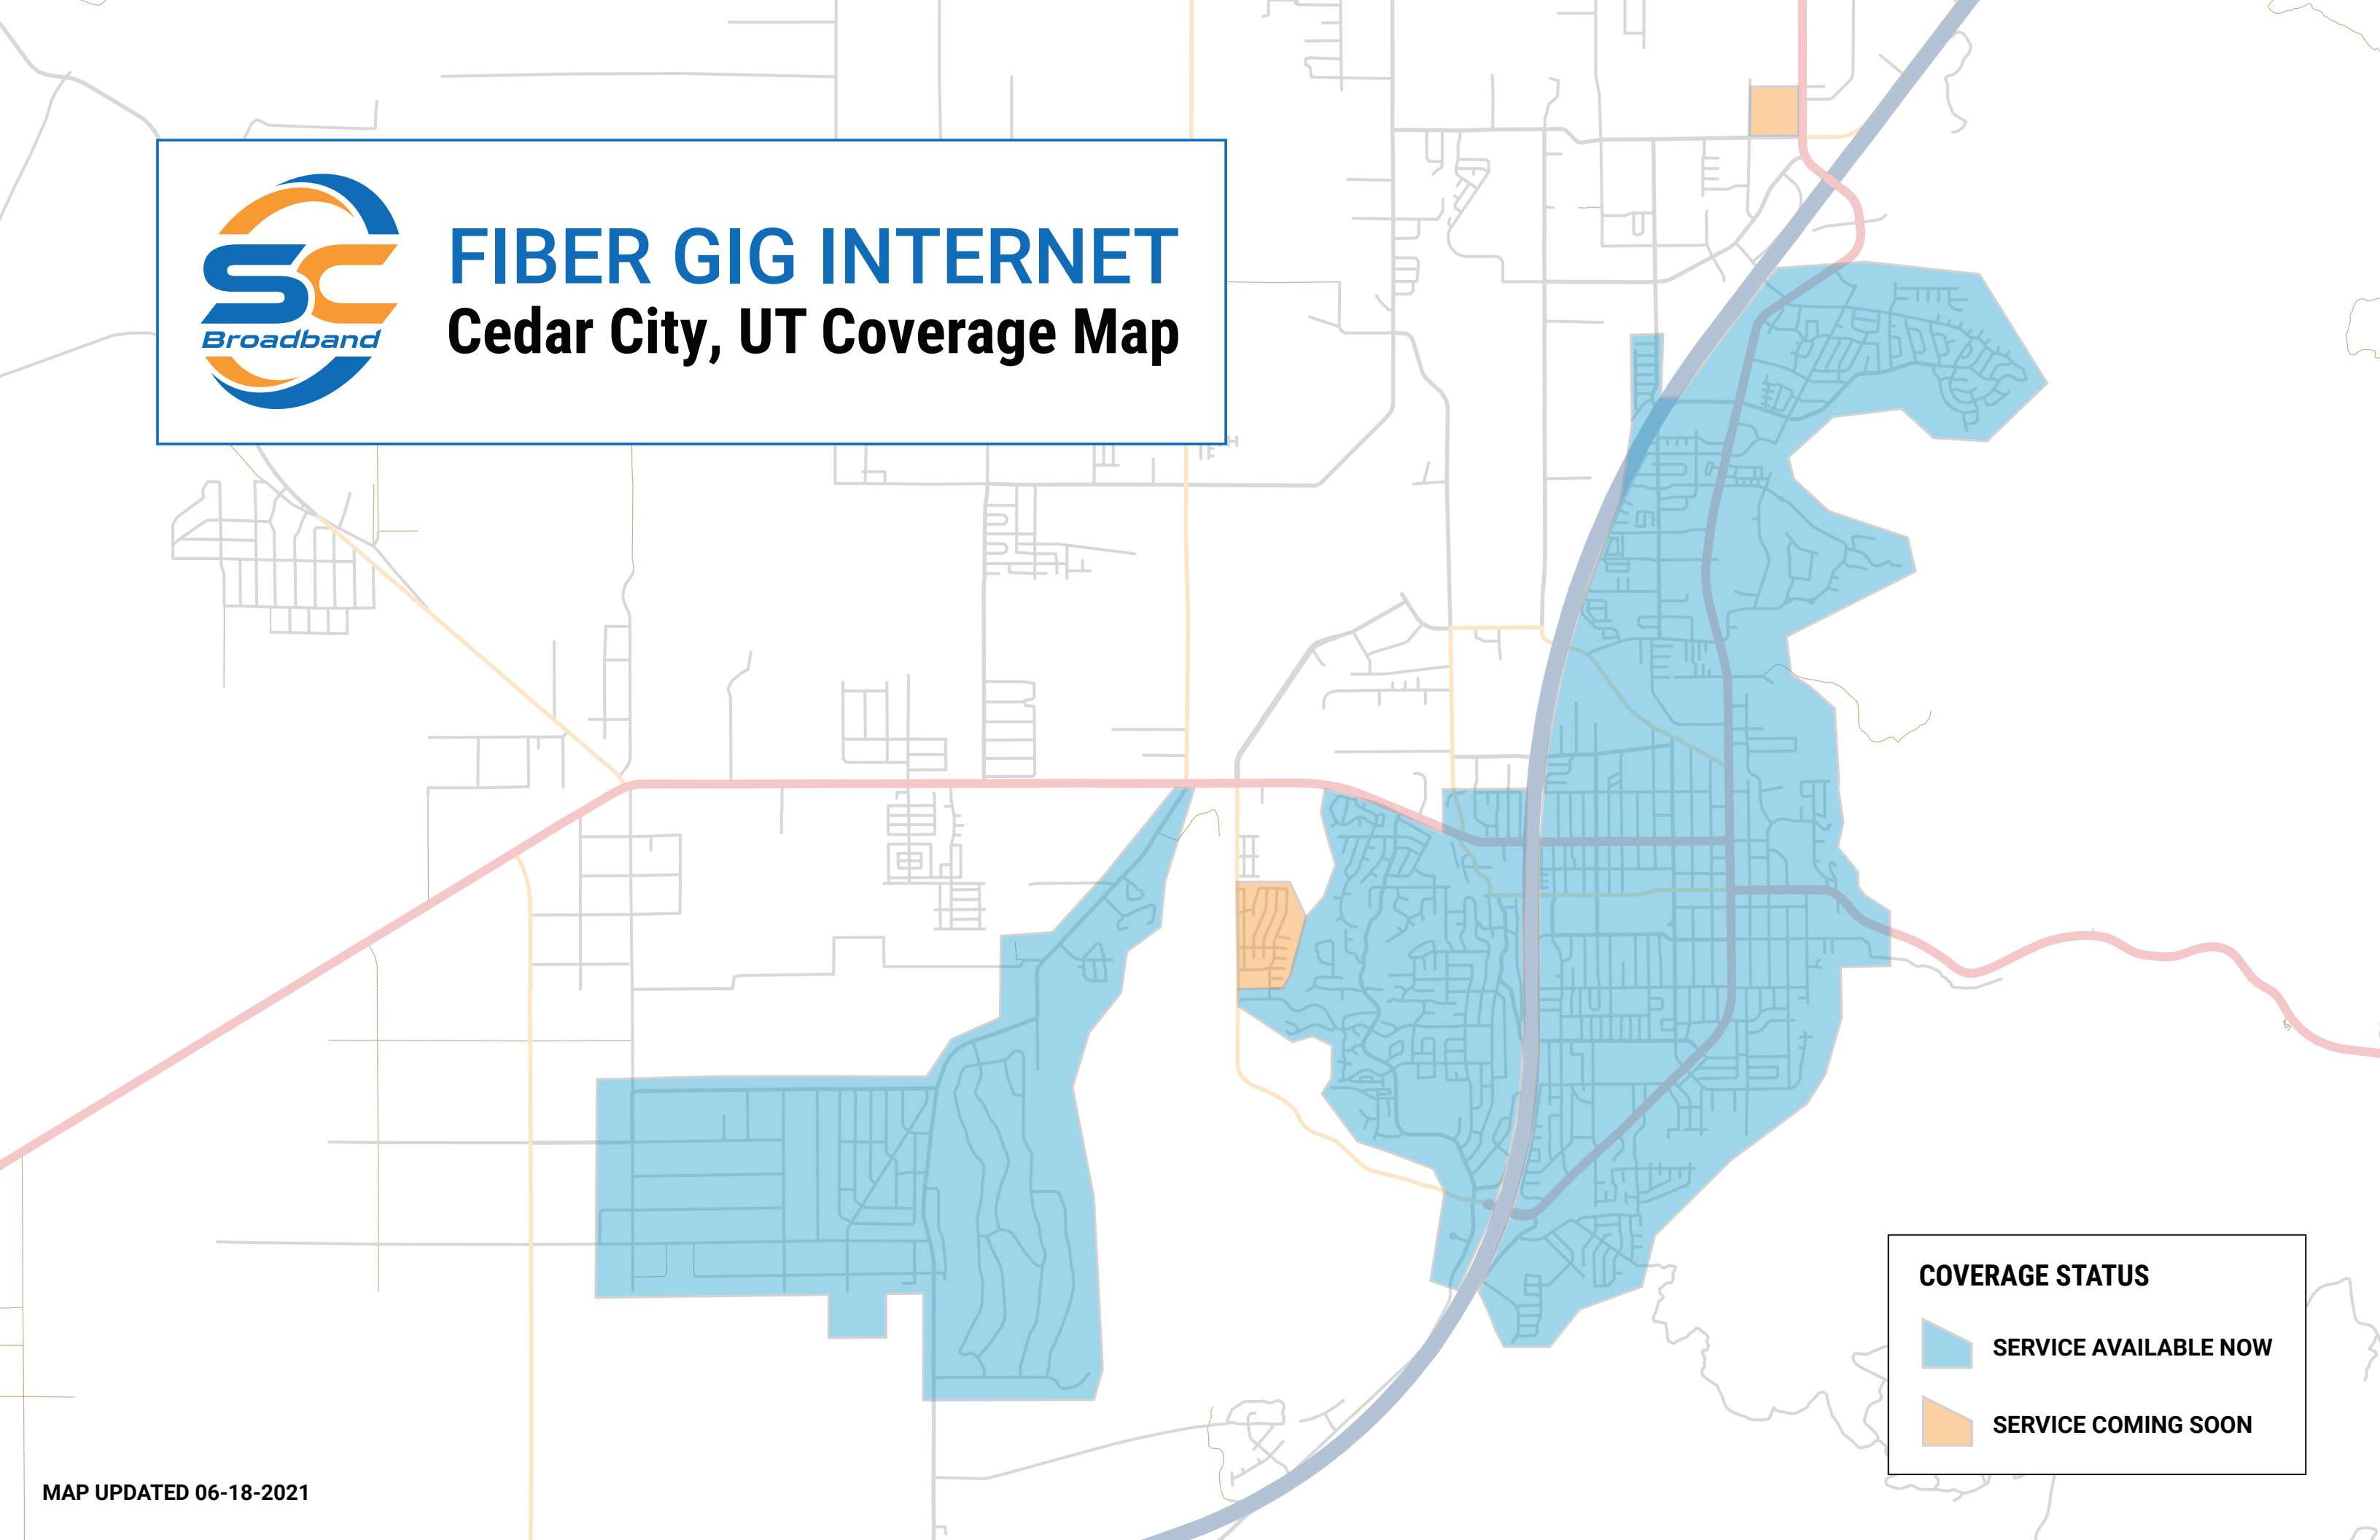 SC
Broadband
FIBER GIG INTERNET
Cedar City, UT Coverage Map
COVERAGE STATUS
SERVICE AVAILABLE NOW
SERVICE COMING SOON
MAP UPDATED 06-18-2021